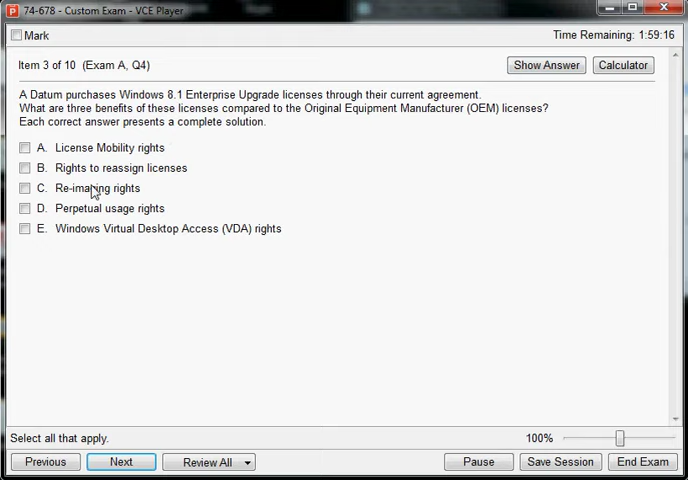 74-678 - Custom Exam - VCE Player
Mark
Time Remaining: 1:59:16
Item 3 of 10 (Exam A, Q4)
Show Answer
Calculator
A Datum purchases Windows 8.1 Enterprise Upgrade licenses through their current agreement.
What are three benefits of these licenses compared to the Original Equipment Manufacturer (OEM) licenses?
Each correct answer presents a complete solution.
A. License Mobility rights
B. Rights to reassign licenses
C. Re-imaging rights
D. Perpetual usage rights
E. Windows Virtual Desktop Access (VDA) rights
Select all that apply.
100%
Previous
Next
Review All
Pause
Save Session
End Exam